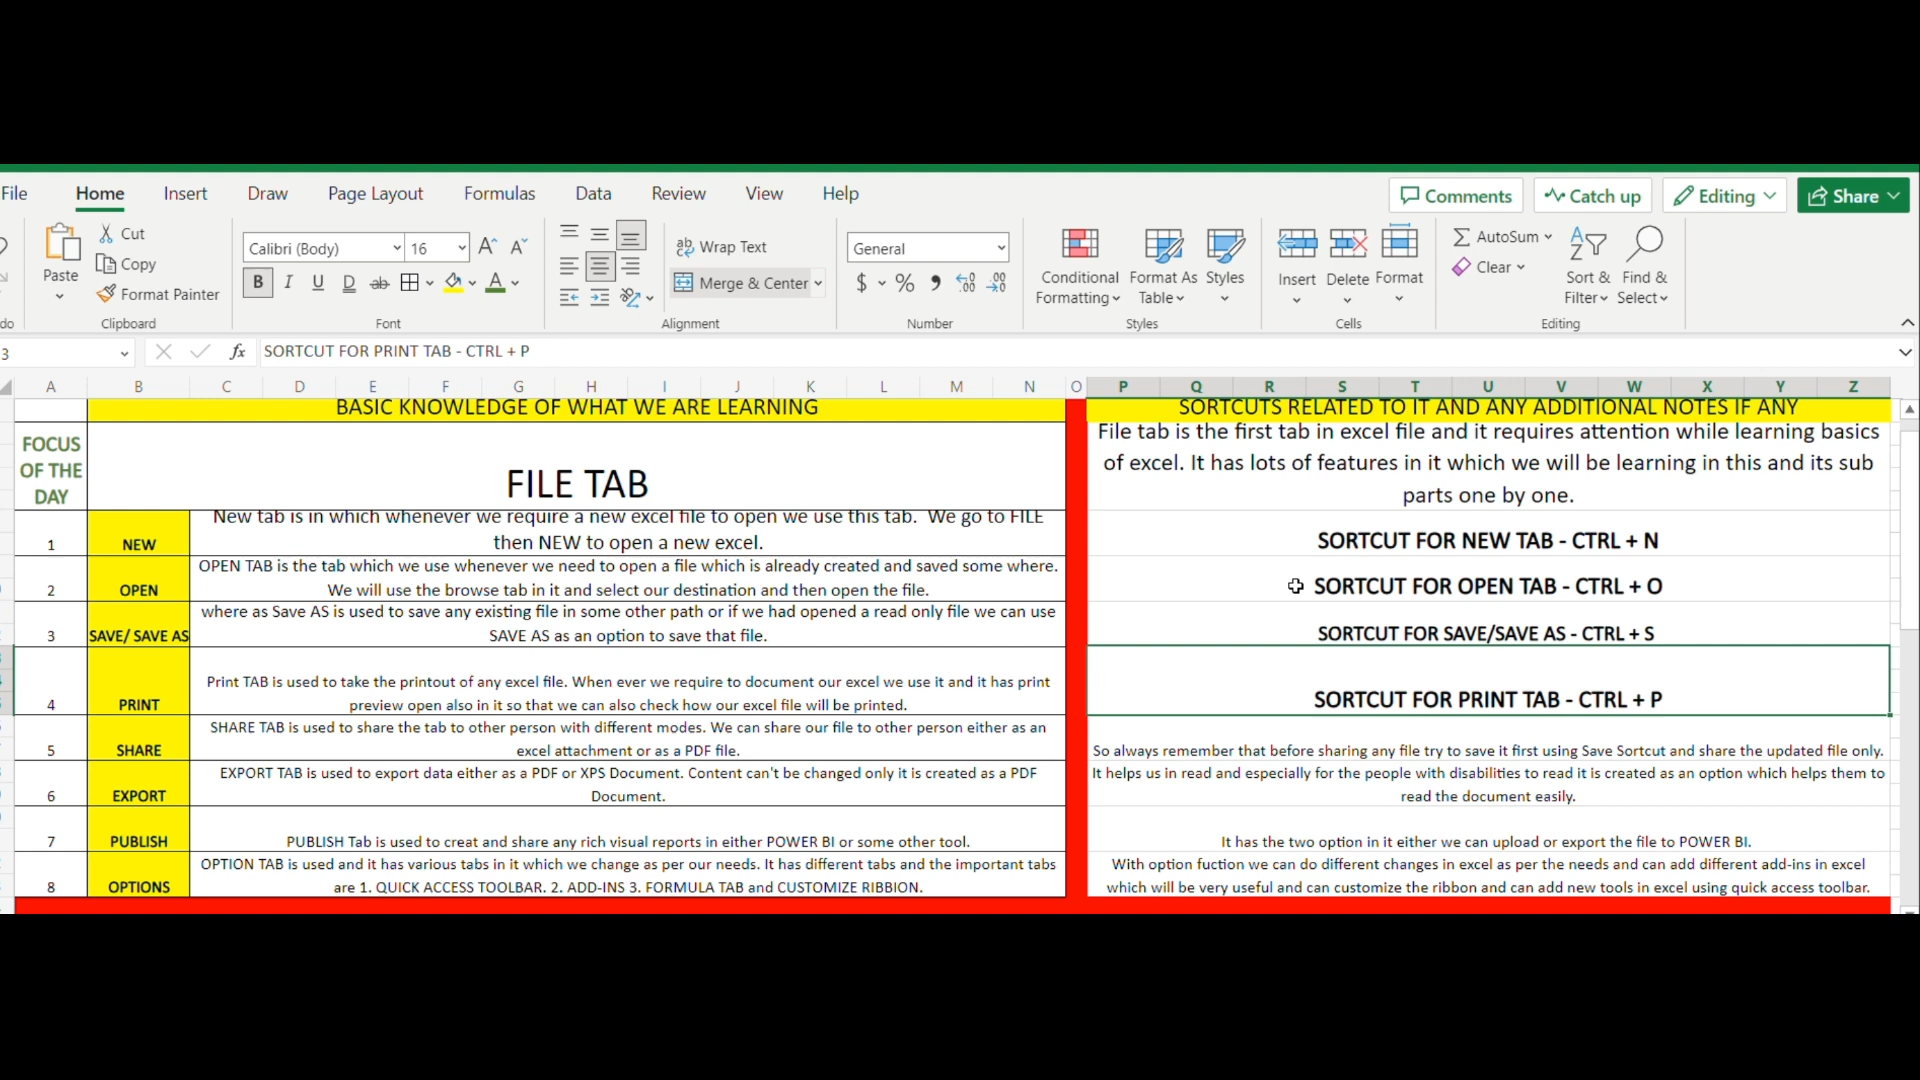 File Home Insert Draw Page Layout Formulas Data Review View Help Comments Catch up Editing Share
Paste Cut Copy Format Painter Clipboard
Calibri (Body) 16 B I U D ab A Font
ab Wrap Text Merge & Center Alignment
General $ % Number
Conditional Formatting Format As Table Styles Styles
Insert Delete Format Cells
AutoSum Clear Sort & Filter Find & Select Editing
do
3 fx SORTCUT FOR PRINT TAB - CTRL + P
A B C D E F G H I J K L M N O P Q R S T U V W X Y Z
BASIC KNOWLEDGE OF WHAT WE ARE LEARNING
SORTCUTS RELATED TO IT AND ANY ADDITIONAL NOTES IF ANY
FOCUS
OF THE
DAY
FILE TAB
File tab is the first tab in excel file and it requires attention while learning basics
of excel. It has lots of features in it which we will be learning in this and its sub
parts one by one.
1 NEW
New tab is in which whenever we require a new excel file to open we use this tab. We go to FILE
then NEW to open a new excel.
SORTCUT FOR NEW TAB - CTRL + N
2 OPEN
OPEN TAB is the tab which we use whenever we need to open a file which is already created and saved some where.
We will use the browse tab in it and select our destination and then open the file.
SORTCUT FOR OPEN TAB - CTRL + O
3 SAVE/ SAVE AS
where as Save AS is used to save any existing file in some other path or if we had opened a read only file we can use
SAVE AS as an option to save that file.
SORTCUT FOR SAVE/SAVE AS - CTRL + S
4 PRINT
Print TAB is used to take the printout of any excel file. When ever we require to document our excel we use it and it has print
preview open also in it so that we can also check how our excel file will be printed.
SORTCUT FOR PRINT TAB - CTRL + P
5 SHARE
SHARE TAB is used to share the tab to other person with different modes. We can share our file to other person either as an
excel attachment or as a PDF file.
So always remember that before sharing any file try to save it first using Save Sortcut and share the updated file only.
6 EXPORT
EXPORT TAB is used to export data either as a PDF or XPS Document. Content can't be changed only it is created as a PDF
Document.
It helps us in read and especially for the people with disabilities to read it is created as an option which helps them to
read the document easily.
7 PUBLISH
PUBLISH Tab is used to creat and share any rich visual reports in either POWER BI or some other tool.
It has the two option in it either we can upload or export the file to POWER BI.
8 OPTIONS
OPTION TAB is used and it has various tabs in it which we change as per our needs. It has different tabs and the important tabs
are 1. QUICK ACCESS TOOLBAR. 2. ADD-INS 3. FORMULA TAB and CUSTOMIZE RIBBION.
With option fuction we can do different changes in excel as per the needs and can add different add-ins in excel
which will be very useful and can customize the ribbon and can add new tools in excel using quick access toolbar.